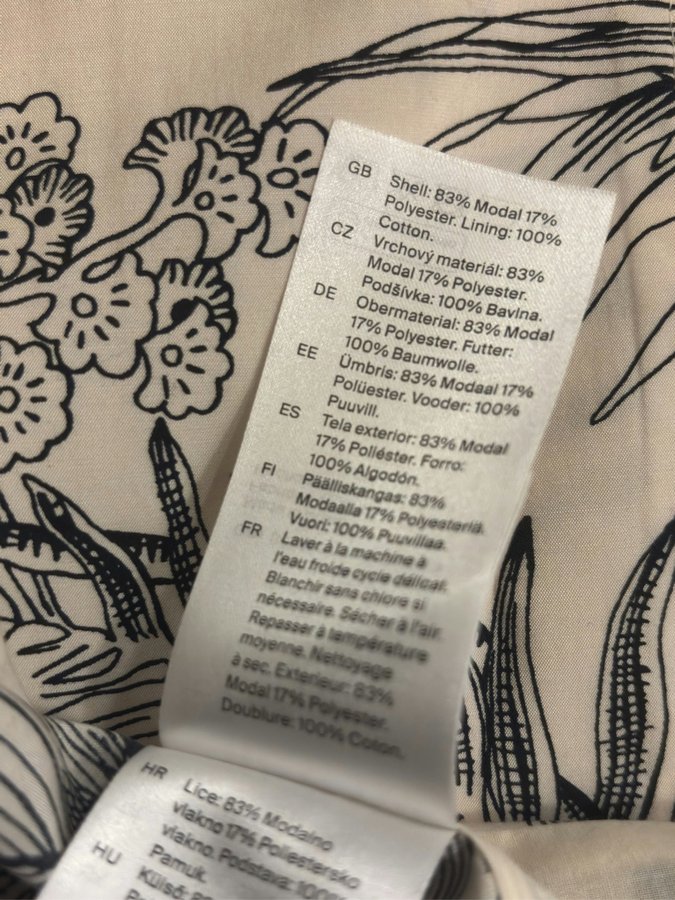 GB Shell: 83% Modal 17%
Polyester. Lining: 100%
Cotton.
CZ Vrchový materiál: 83%
Modal 17% Polyester.
Podšívka: 100% Bavlna.
DE Obermaterial: 83% Modal
17% Polyester. Futter:
100% Baumwolle.
EE Ümbris: 83% Modaal 17%
Polüester. Vooder: 100%
Puuvill.
ES Tela exterior: 83% Modal
17% Poliéster. Forro:
100% Algodón.
FI Päälliskangas: 83%
Modaalia 17% Polyesteriä.
Vuori: 100% Puuvillaa.
FR Laver à la machine à
l'eau froide cycle délicat.
Blanchir sans chlore si
nécessaire. Sécher à l'air.
Repasser à température
moyenne. Nettoyage
à sec. Exterieur: 83%
Modal 17% Polyester.
Doublure: 100% Coton.
HR Lice: 83% Modalno
vlakno 17% Poliestersko
vlakno. Podstava: 100%
Pamuk.
HU Külső: